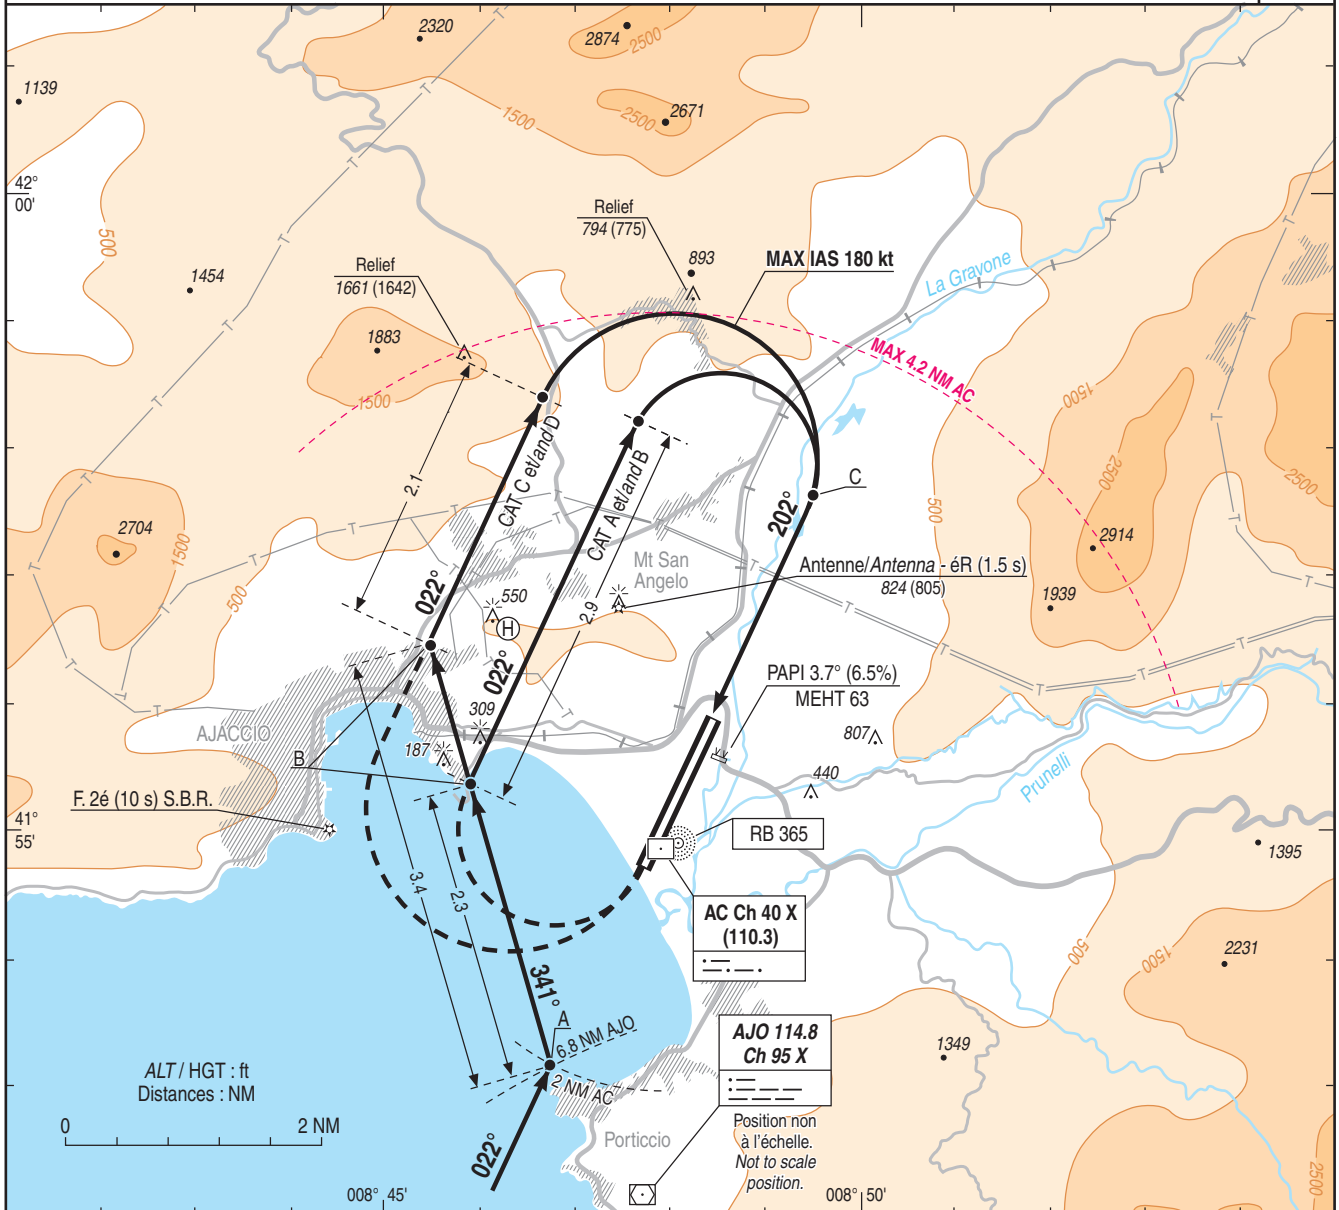 2320
2874
2500
1139
1500
2500
2671
42°
00'
500
Relief
794 (775)
893
MAX IAS 180 kt
La Gravone
1454
Relief
1661 (1642)
1883
MAX 4.2 NM AC
1500
1500
CAT C et/and D
CAT A et/and B
2.1
C
202°
2500
2500
500
2704
1500
2914
Mt San
Angelo
Antenne/Antenna - éR (1.5 s)
824 (805)
022°
550
H
2.9
1939
500
022°
PAPI 3.7° (6.5%)
MEHT 63
309
AJACCIO
187
807
B
440
Prunelli
F. 2é (10 s) S.B.R.
41°
55'
RB 365
1395
3.4
2.3
AC Ch 40 X
(110.3)
500
1500
2231
341°
A
6.8 NM AJO
AJO 114.8
Ch 95 X
1349
ALT / HGT : ft
Distances : NM
2 NM AC
0
2 NM
Position non
à l'échelle.
Not to scale
position.
Porticcio
022°
2500
008° 45'
008° 50'